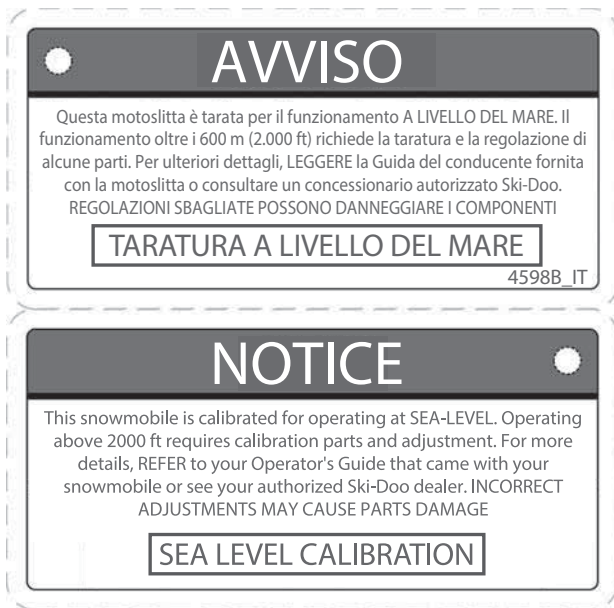 AVVISO
Questa motoslitta è tarata per il funzionamento A LIVELLO DEL MARE. Il
funzionamento oltre i 600 m (2.000 ft) richiede la taratura e la regolazione di
alcune parti. Per ulteriori dettagli, LEGGERE la Guida del conducente fornita
con la motoslitta o consultare un concessionario autorizzato Ski-Doo.
REGOLAZIONI SBAGLIATE POSSONO DANNEGGIARE I COMPONENTI
TARATURA A LIVELLO DEL MARE
4598B_IT
NOTICE
This snowmobile is calibrated for operating at SEA-LEVEL. Operating
above 2000 ft requires calibration parts and adjustment. For more
details, REFER to your Operator's Guide that came with your
snowmobile or see your authorized Ski-Doo dealer. INCORRECT
ADJUSTMENTS MAY CAUSE PARTS DAMAGE
SEA LEVEL CALIBRATION